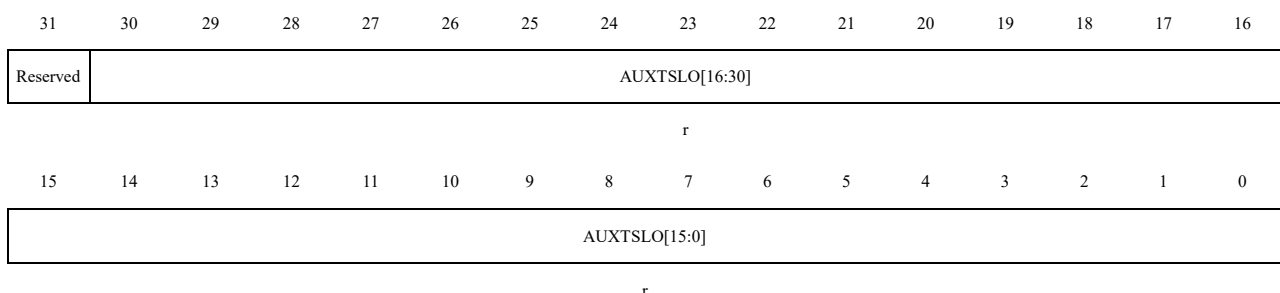 31 30 29 28 27 26 25 24 23 22 21 20 19 18 17 16
Reserved AUXTSLO[16:30]
r
15 14 13 12 11 10 9 8 7 6 5 4 3 2 1 0
AUXTSLO[15:0]
r